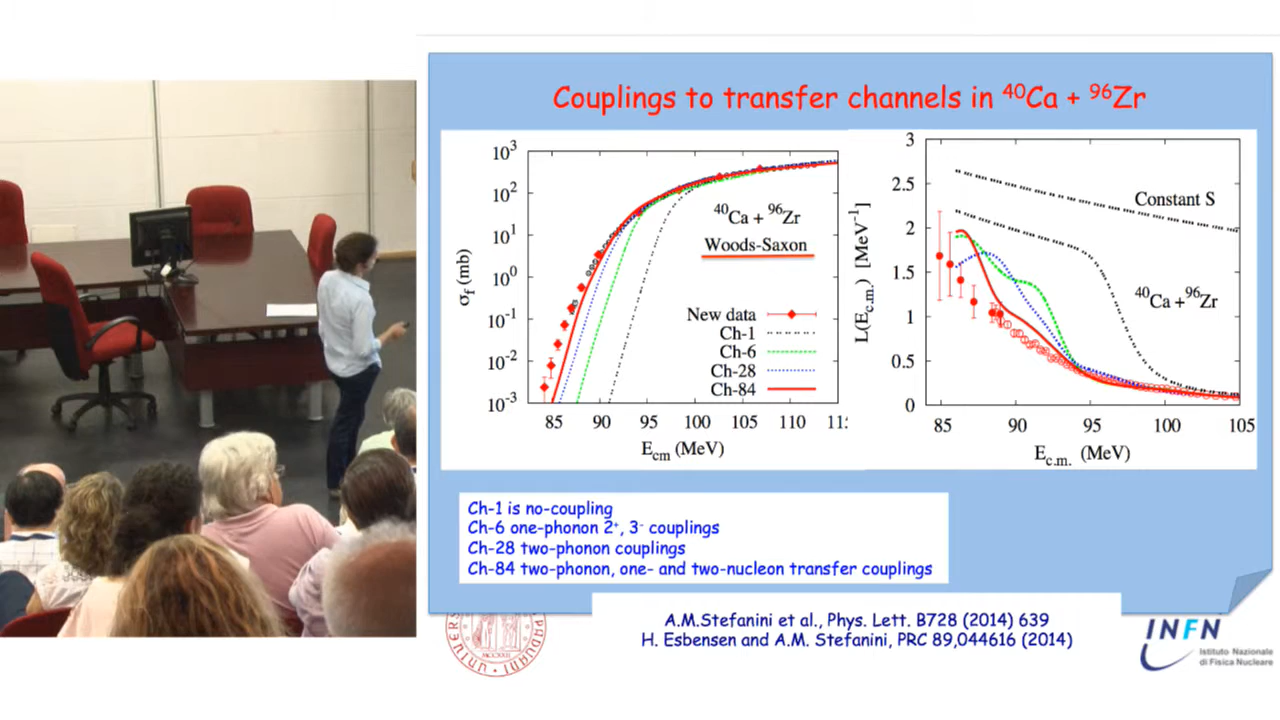 Couplings to transfer channels in ⁴⁰Ca + ⁹⁶Zr
10³
10²
10¹
10⁰
10⁻¹
10⁻²
10⁻³
σf (mb)
⁴⁰Ca + ⁹⁶Zr
Woods-Saxon
New data
Ch-1
Ch-6
Ch-28
Ch-84
85 90 95 100 105 110 11
Ecm (MeV)
3
2.5
2
1.5
1
0.5
0
L(Ec.m.) [MeV⁻¹]
Constant S
⁴⁰Ca +⁹⁶Zr
85 90 95 100 105
Ec.m. (MeV)
Ch-1 is no-coupling
Ch-6 one-phonon 2⁺, 3⁻ couplings
Ch-28 two-phonon couplings
Ch-84 two-phonon, one- and two-nucleon transfer couplings
A.M.Stefanini et al., Phys. Lett. B728 (2014) 639
H. Esbensen and A.M. Stefanini, PRC 89,044616 (2014)
INFN
Istituto Nazionale
di Fisica Nucleare